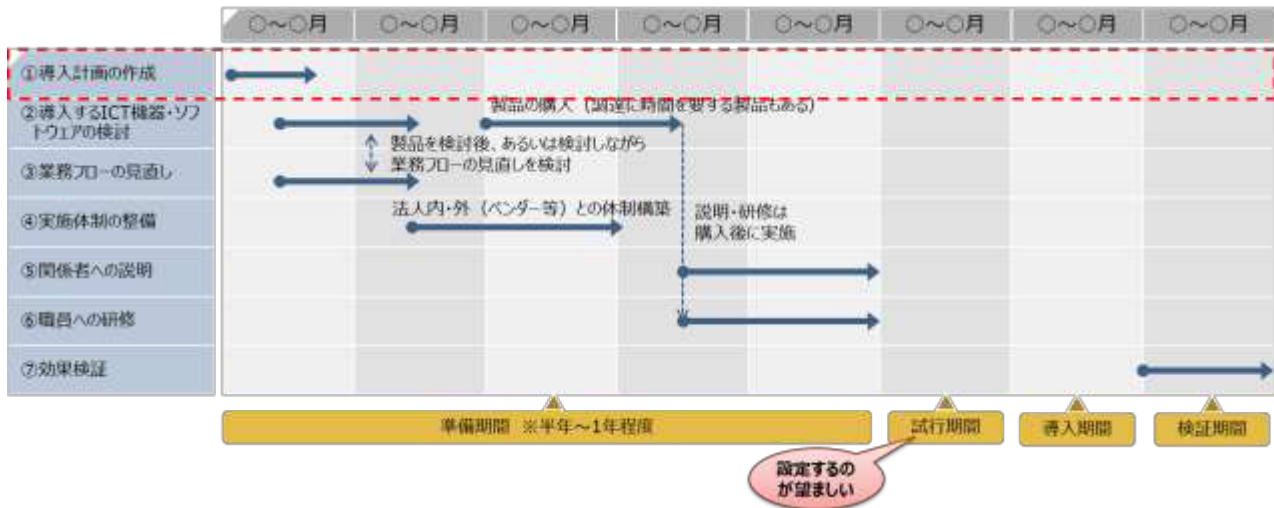 ○～○月 ○～○月 ○～○月 ○～○月 ○～○月 ○～○月 ○～○月 ○～○月
①導入計画の作成
②導入するICT機器・ソフ
トウェアの検討
製品の購入（調達に時間を要する製品もある）
製品を検討後、あるいは検討しながら
業務フローの見直しを検討
③業務フローの見直し
④実施体制の整備
法人内・外（ベンダー等）との体制構築
説明・研修は
購入後に実施
⑤関係者への説明
⑥職員への研修
⑦効果検証
準備期間 ※半年～1年程度
試行期間
導入期間
検証期間
設定するの
が望ましい